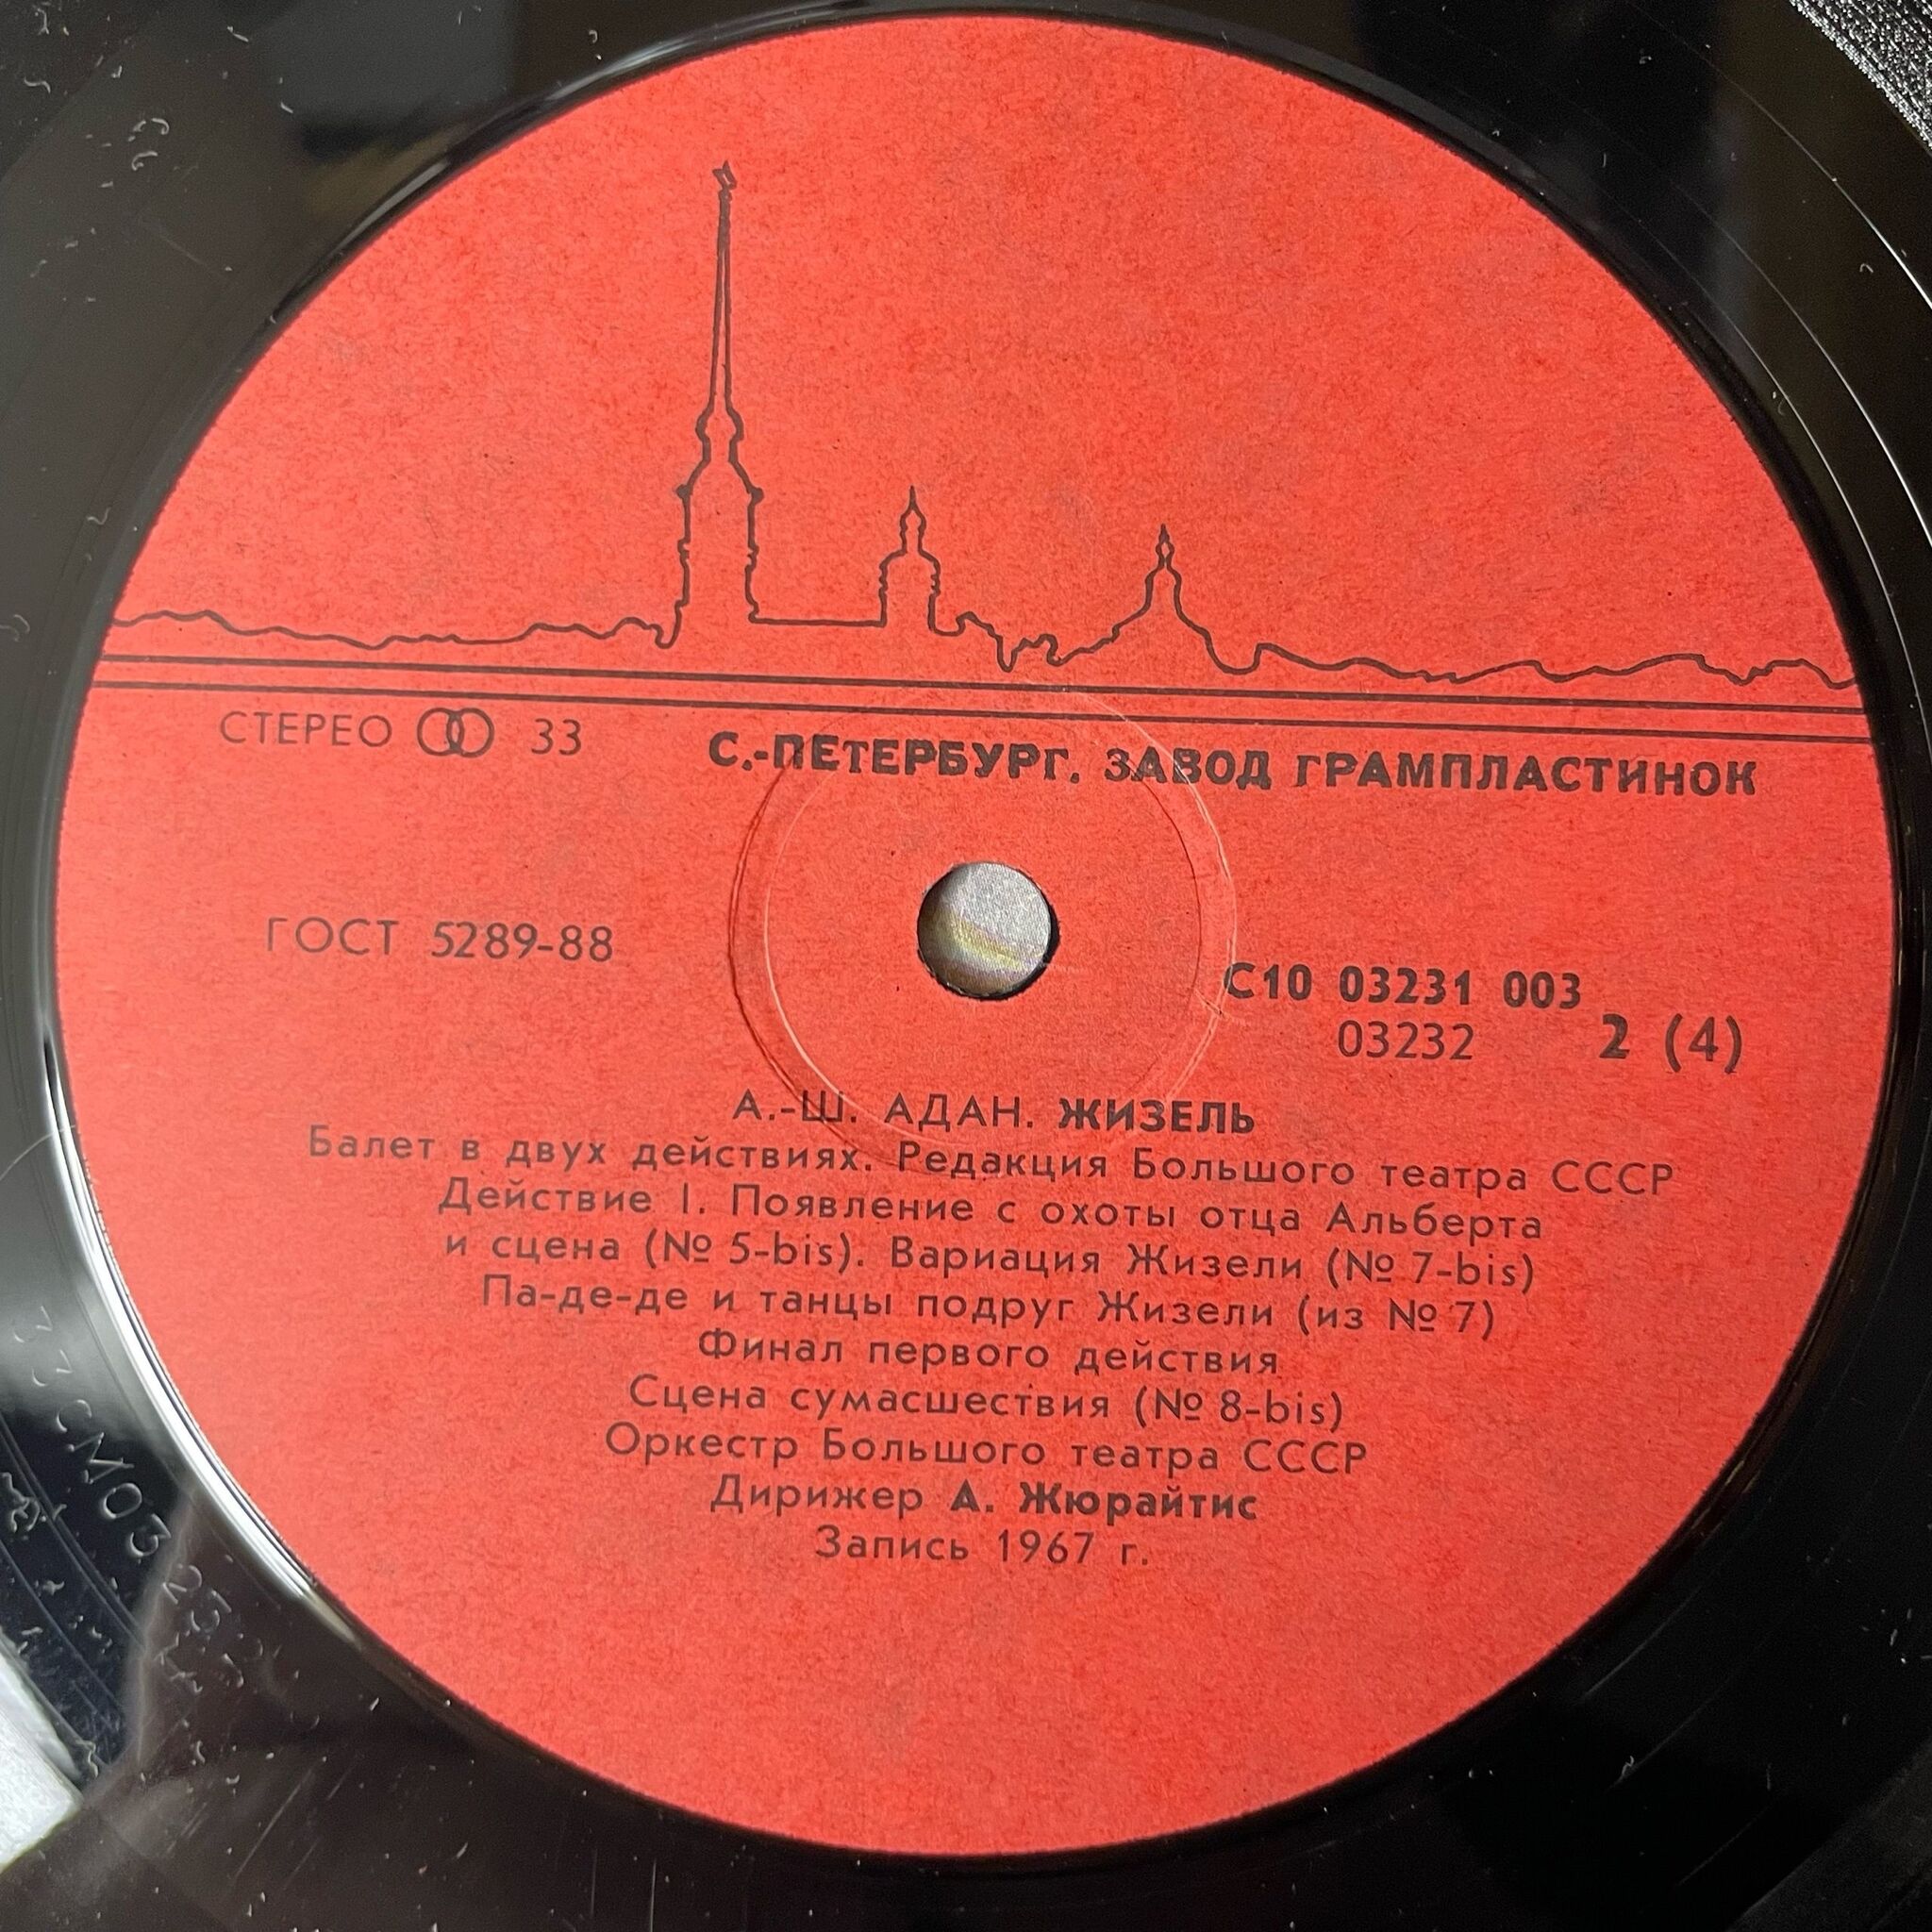 СТЕРЕО 33
С.-ПЕТЕРБУРГ. ЗАВОД ГРАМПЛАСТИНОК
ГОСТ 5289-88
С10 03231 003
03232
2 (4)
А.-Ш. АДАН. ЖИЗЕЛЬ
Балет в двух действиях. Редакция Большого театра СССР
Действие I. Появление с охоты отца Альберта
и сцена (№ 5-bis). Вариация Жизели (№ 7-bis)
Па-де-де и танцы подруг Жизели (из № 7)
Финал первого действия
Сцена сумасшествия (№ 8-bis)
Оркестр Большого театра СССР
Дирижер А. Жюрайтис
Запись 1967 г.